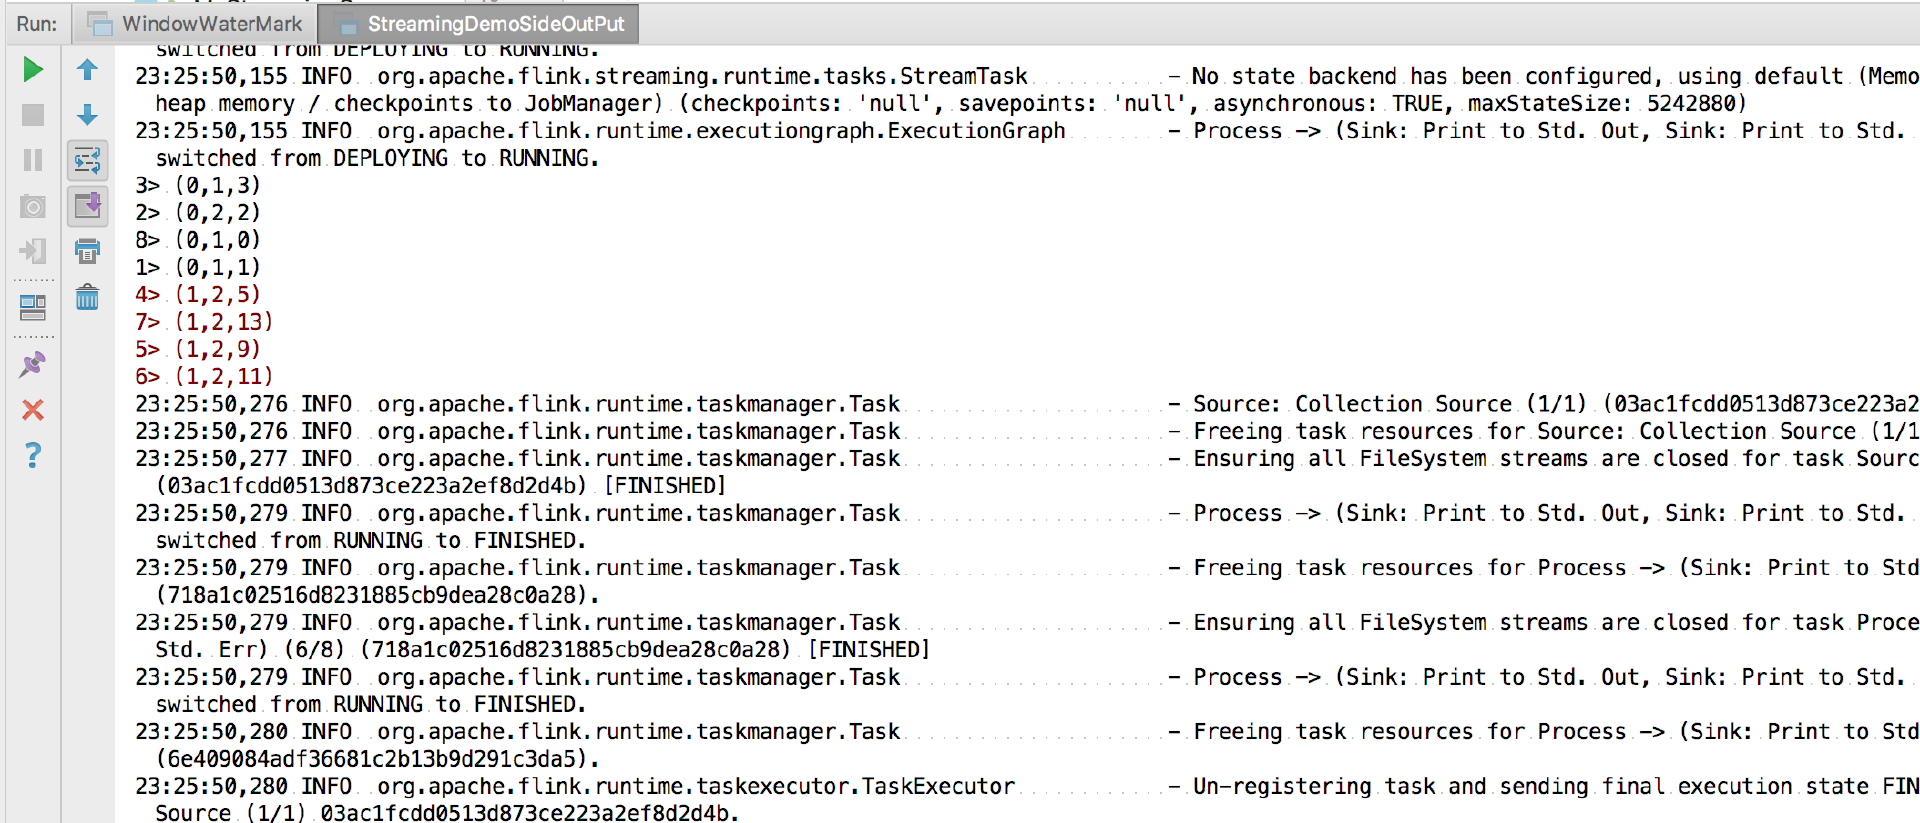 Run: WindowWaterMark StreamingDemoSideOutPut
switched from DEPLOYING to RUNNING.
23:25:50,155 INFO org.apache.flink.streaming.runtime.tasks.StreamTask - No state backend has been configured, using default (Memo
heap memory / checkpoints to JobManager) (checkpoints: 'null', savepoints: 'null', asynchronous: TRUE, maxStateSize: 5242880)
23:25:50,155 INFO org.apache.flink.runtime.executiongraph.ExecutionGraph - Process -> (Sink: Print to Std. Out, Sink: Print to Std.
switched from DEPLOYING to RUNNING.
3> (0,1,3)
2> (0,2,2)
8> (0,1,0)
1> (0,1,1)
4> (1,2,5)
7> (1,2,13)
5> (1,2,9)
6> (1,2,11)
23:25:50,276 INFO org.apache.flink.runtime.taskmanager.Task - Source: Collection Source (1/1) (03ac1fcdd0513d873ce223a2
23:25:50,276 INFO org.apache.flink.runtime.taskmanager.Task - Freeing task resources for Source: Collection Source (1/1
23:25:50,277 INFO org.apache.flink.runtime.taskmanager.Task - Ensuring all FileSystem streams are closed for task Sourc
(03ac1fcdd0513d873ce223a2ef8d2d4b) [FINISHED]
23:25:50,279 INFO org.apache.flink.runtime.taskmanager.Task - Process -> (Sink: Print to Std. Out, Sink: Print to Std.
switched from RUNNING to FINISHED.
23:25:50,279 INFO org.apache.flink.runtime.taskmanager.Task - Freeing task resources for Process -> (Sink: Print to Std
(718a1c02516d8231885cb9dea28c0a28).
23:25:50,279 INFO org.apache.flink.runtime.taskmanager.Task - Ensuring all FileSystem streams are closed for task Proce
Std. Err) (6/8) (718a1c02516d8231885cb9dea28c0a28) [FINISHED]
23:25:50,279 INFO org.apache.flink.runtime.taskmanager.Task - Process -> (Sink: Print to Std. Out, Sink: Print to Std.
switched from RUNNING to FINISHED.
23:25:50,280 INFO org.apache.flink.runtime.taskmanager.Task - Freeing task resources for Process -> (Sink: Print to Std
(6e409084adf36681c2b13b9d291c3da5).
23:25:50,280 INFO org.apache.flink.runtime.taskexecutor.TaskExecutor - Un-registering task and sending final execution state FIN
Source (1/1) 03ac1fcdd0513d873ce223a2ef8d2d4b.